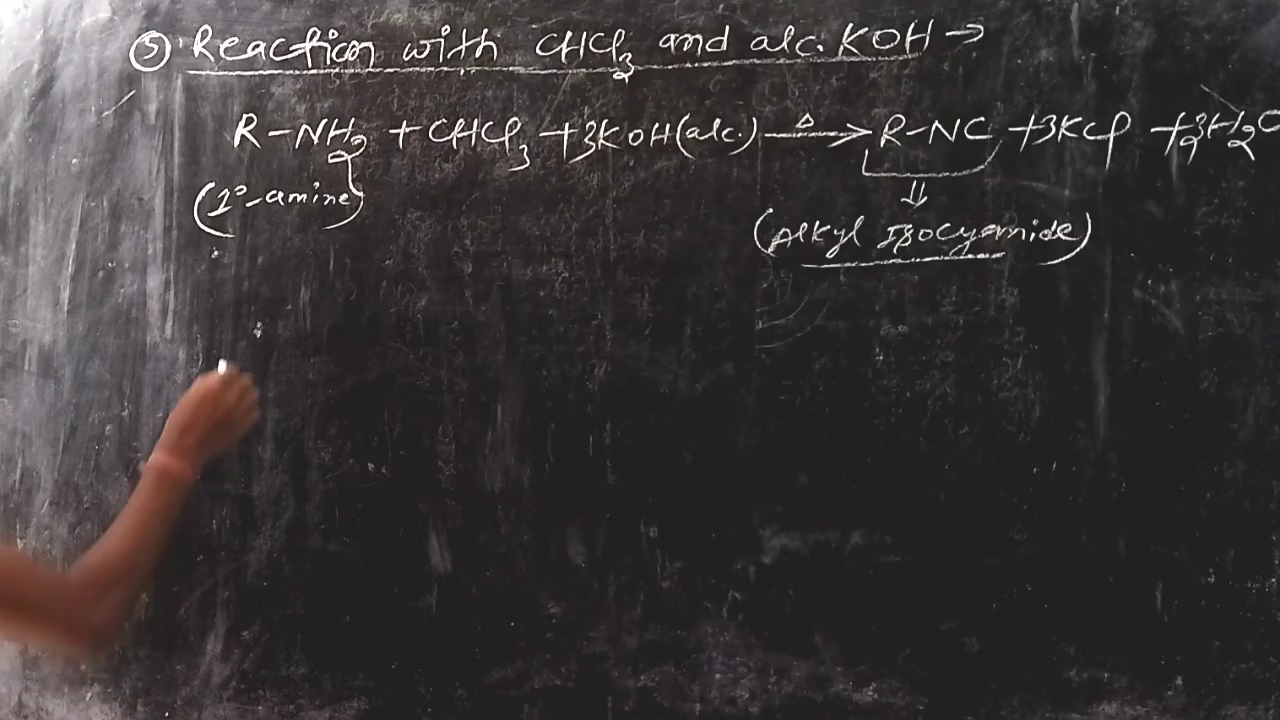 ⑤ Reaction with CHCl₃ and alc. KOH →
R-NH₂ + CHCl₃ + 3KOH(alc.) —Δ→ R-NC + 3KCl + 3H₂O
(1°-amine)
⇓
(Alkyl Isocyanide)